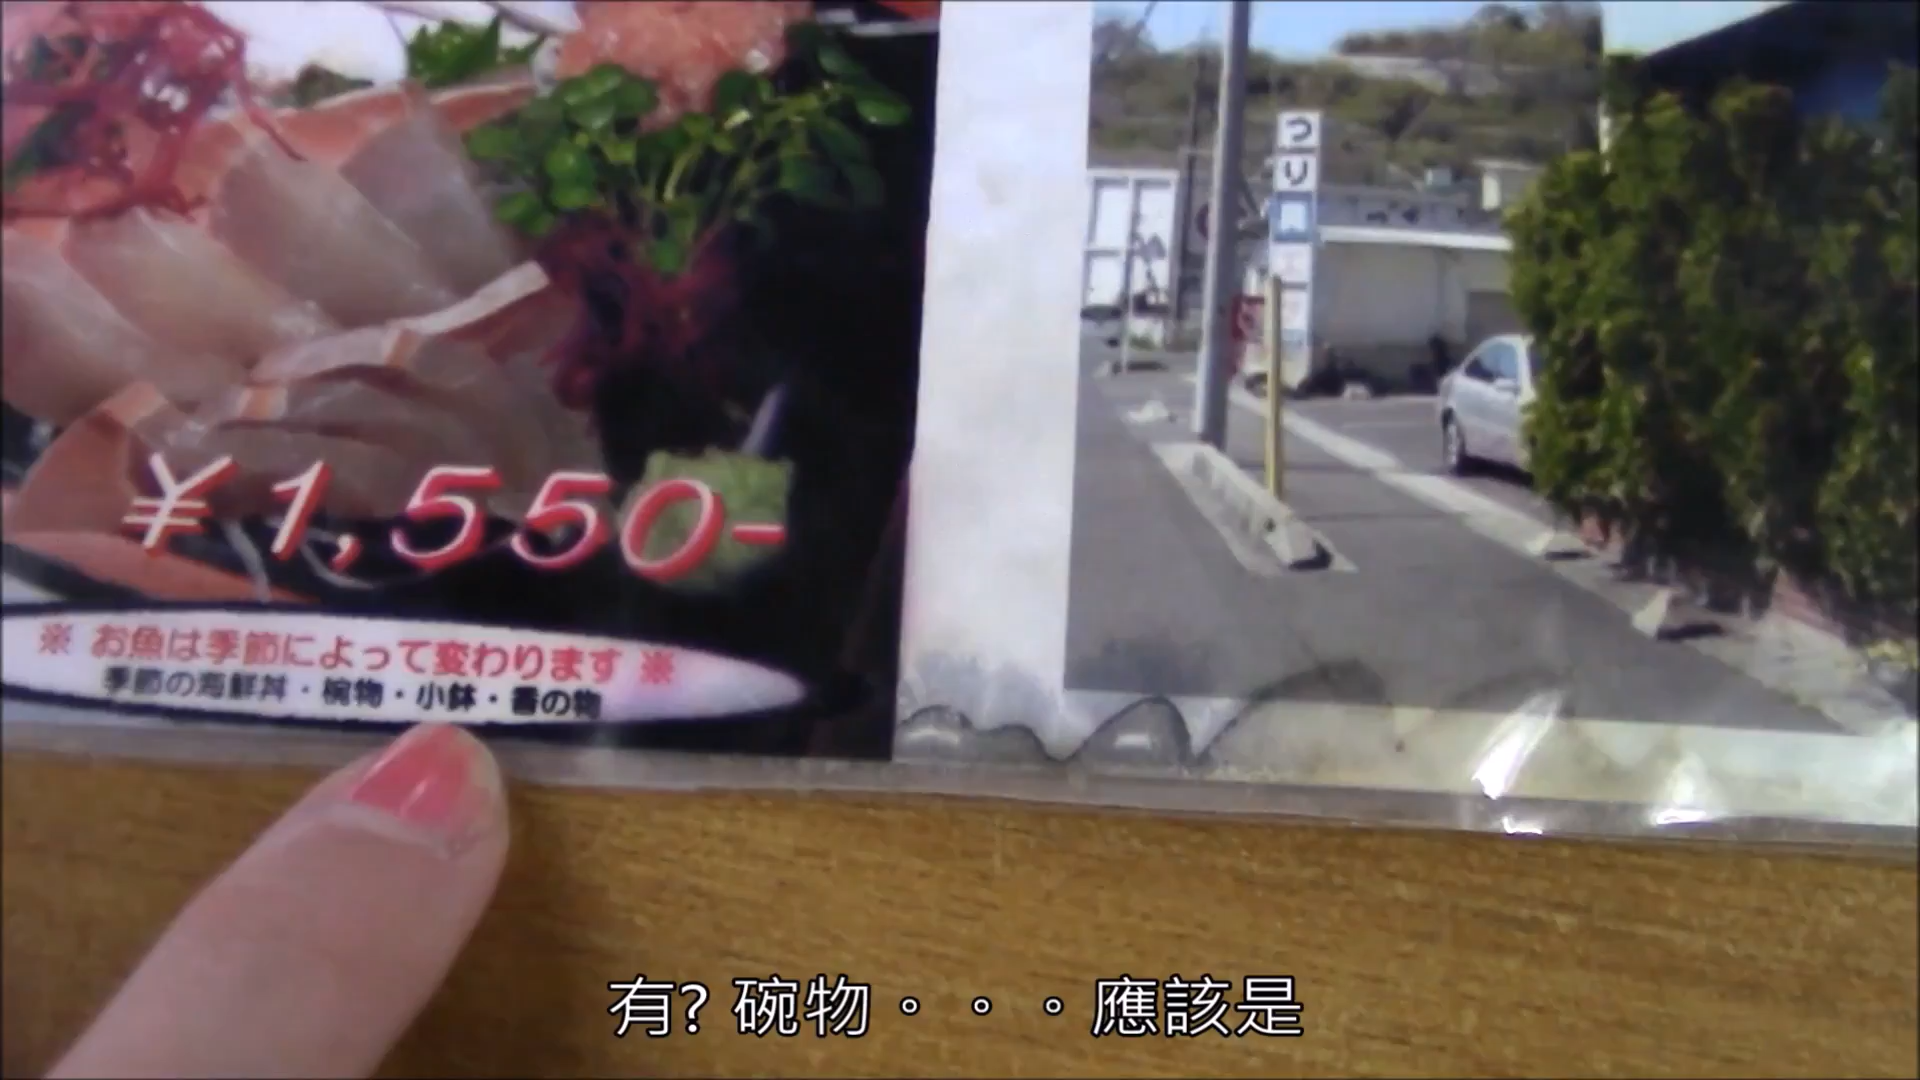 ¥1,550-
※ お魚は季節によって変わります ※
季節の海鮮丼・椀物・小鉢・香の物
つり具
有? 碗物・・・應該是